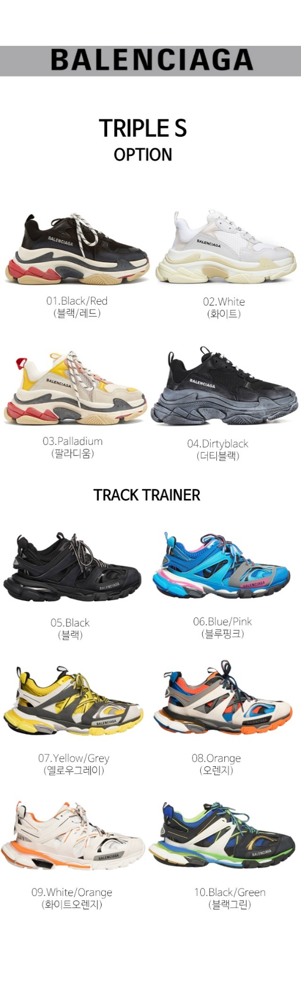 BALENCIAGA
TRIPLE S
OPTION
BALENCIAGA
BALENCIAGA
01.Black/Red
(블랙/레드)
02.White
(화이트)
BALENCIAGA
BALENCIAGA
03.Palladium
(팔라디움)
04.Dirtyblack
(더티블랙)
TRACK TRAINER
BALENCIAGA
BALENCIAGA
05.Black
(블랙)
06.Blue/Pink
(블루핑크)
BALENCIAGA
BALENCIAGA
07.Yellow/Grey
(옐로우그레이)
08.Orange
(오렌지)
BALENCIAGA
BALENCIAGA
09.White/Orange
(화이트오렌지)
10.Black/Green
(블랙그린)